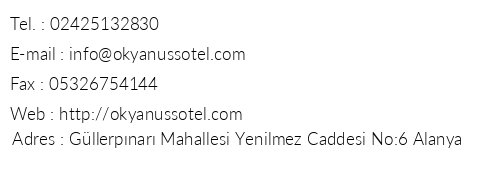 Tel. : 02425132830
E-mail : info@okyanussotel.com
Fax : 05326754144
Web : http://okyanussotel.com
Adres : Güllerpınarı Mahallesi Yenilmez Caddesi No:6 Alanya